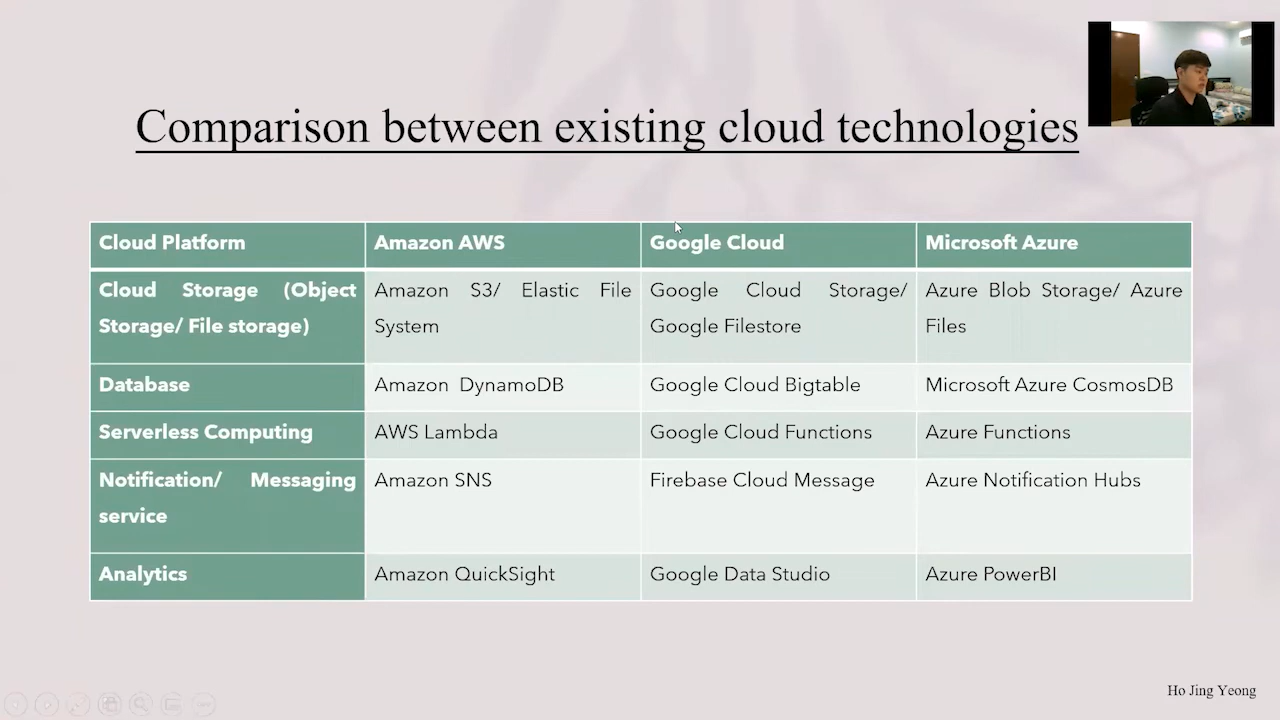 Comparison between existing cloud technologies
Cloud Platform
Amazon AWS
Google Cloud
Microsoft Azure
Cloud Storage (Object
Storage/ File storage)
Amazon S3/ Elastic File
System
Google Cloud Storage/
Google Filestore
Azure Blob Storage/ Azure
Files
Database
Amazon DynamoDB
Google Cloud Bigtable
Microsoft Azure CosmosDB
Serverless Computing
AWS Lambda
Google Cloud Functions
Azure Functions
Notification/ Messaging
service
Amazon SNS
Firebase Cloud Message
Azure Notification Hubs
Analytics
Amazon QuickSight
Google Data Studio
Azure PowerBI
Ho Jing Yeong